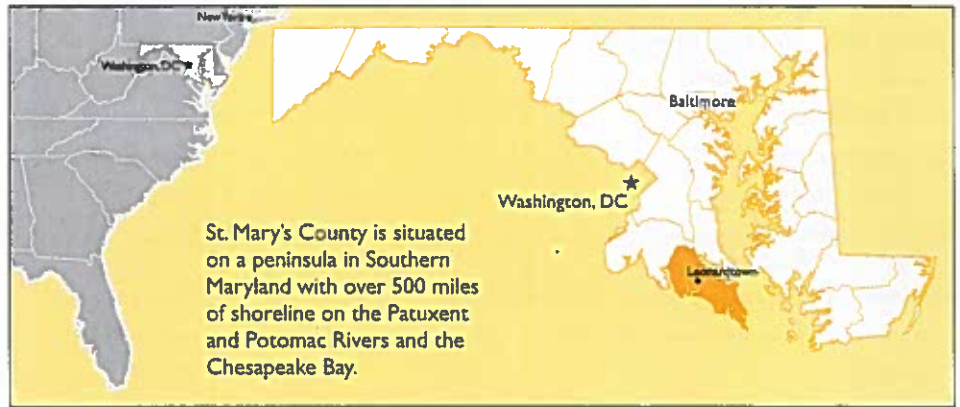 New York
Washington, DC
Baltimore
Washington, DC
Leonardtown
St. Mary's County is situated
on a peninsula in Southern
Maryland with over 500 miles
of shoreline on the Patuxent
and Potomac Rivers and the
Chesapeake Bay.